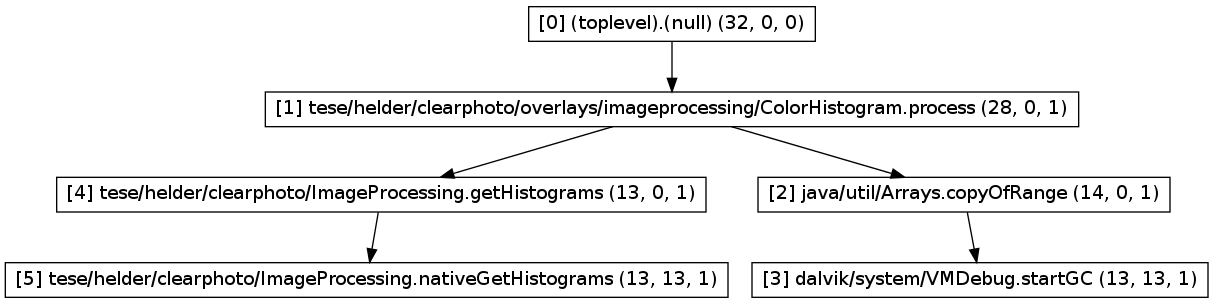 [0] (toplevel).(null) (32, 0, 0)
[1] tese/helder/clearphoto/overlays/imageprocessing/ColorHistogram.process (28, 0, 1)
[4] tese/helder/clearphoto/ImageProcessing.getHistograms (13, 0, 1)
[2] java/util/Arrays.copyOfRange (14, 0, 1)
[5] tese/helder/clearphoto/ImageProcessing.nativeGetHistograms (13, 13, 1)
[3] dalvik/system/VMDebug.startGC (13, 13, 1)